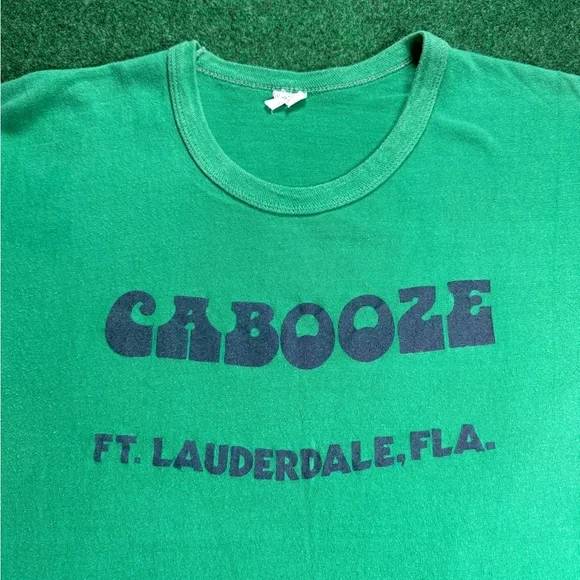 CABOOZE
FT. LAUDERDALE, FLA.